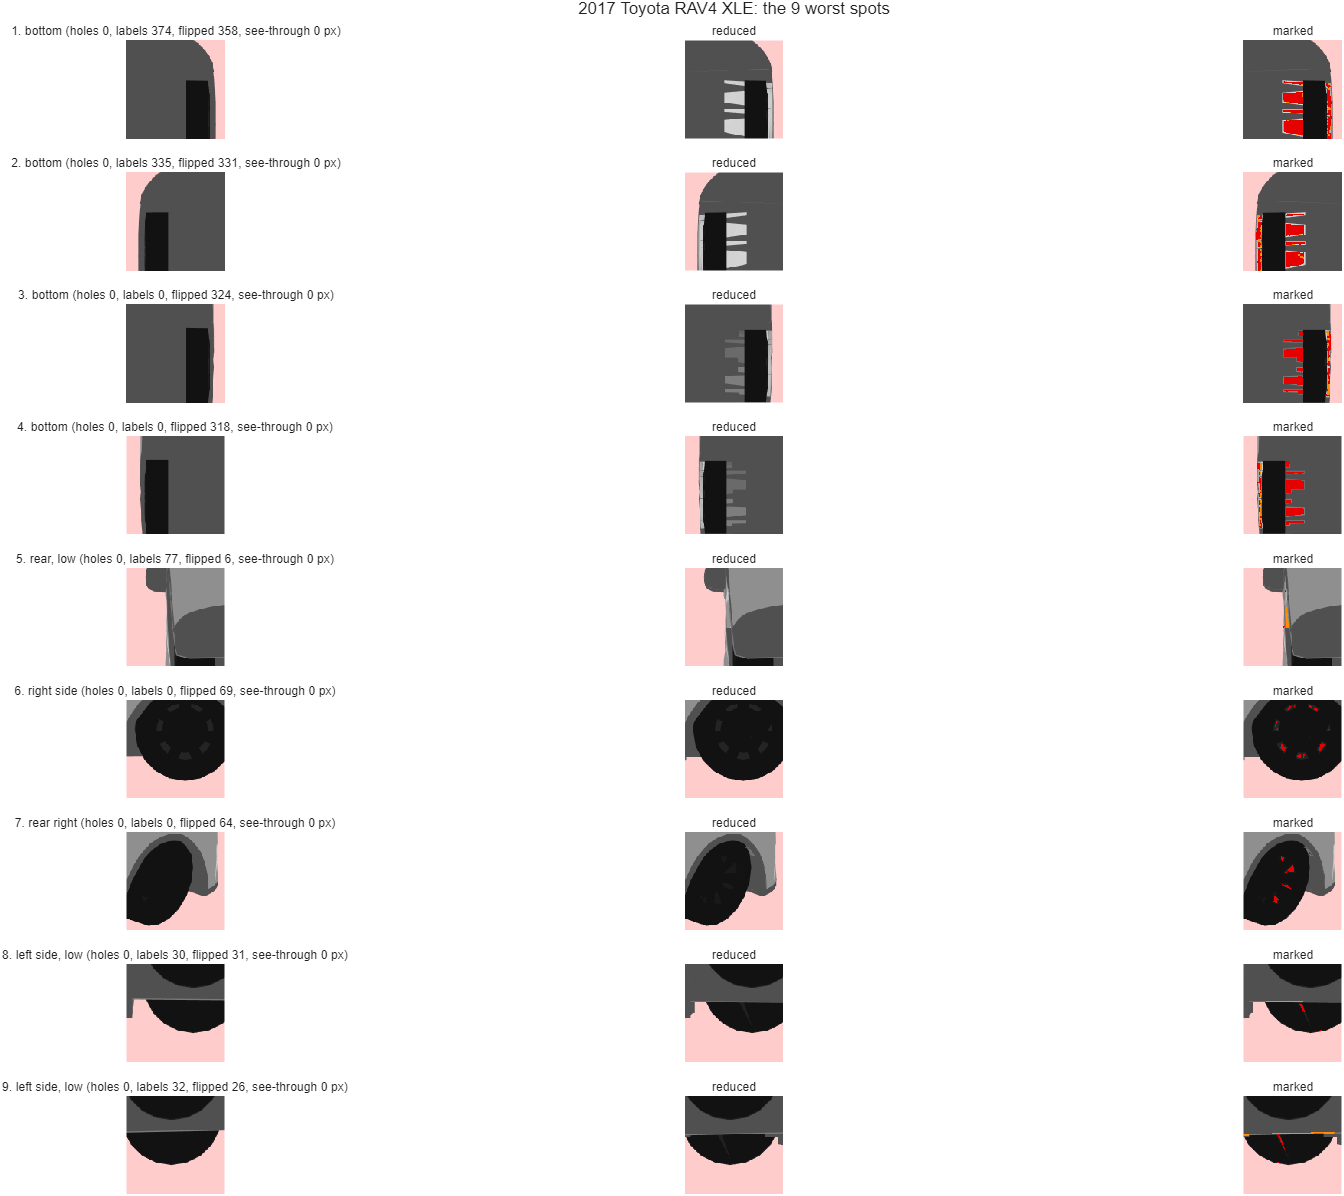 2017 Toyota RAV4 XLE: the 9 worst spots
1. bottom (holes 0, labels 374, flipped 358, see-through 0 px)
reduced
marked
2. bottom (holes 0, labels 335, flipped 331, see-through 0 px)
reduced
marked
3. bottom (holes 0, labels 0, flipped 324, see-through 0 px)
reduced
marked
4. bottom (holes 0, labels 0, flipped 318, see-through 0 px)
reduced
marked
5. rear, low (holes 0, labels 77, flipped 6, see-through 0 px)
reduced
marked
6. right side (holes 0, labels 0, flipped 69, see-through 0 px)
reduced
marked
7. rear right (holes 0, labels 0, flipped 64, see-through 0 px)
reduced
marked
8. left side, low (holes 0, labels 30, flipped 31, see-through 0 px)
reduced
marked
9. left side, low (holes 0, labels 32, flipped 26, see-through 0 px)
reduced
marked